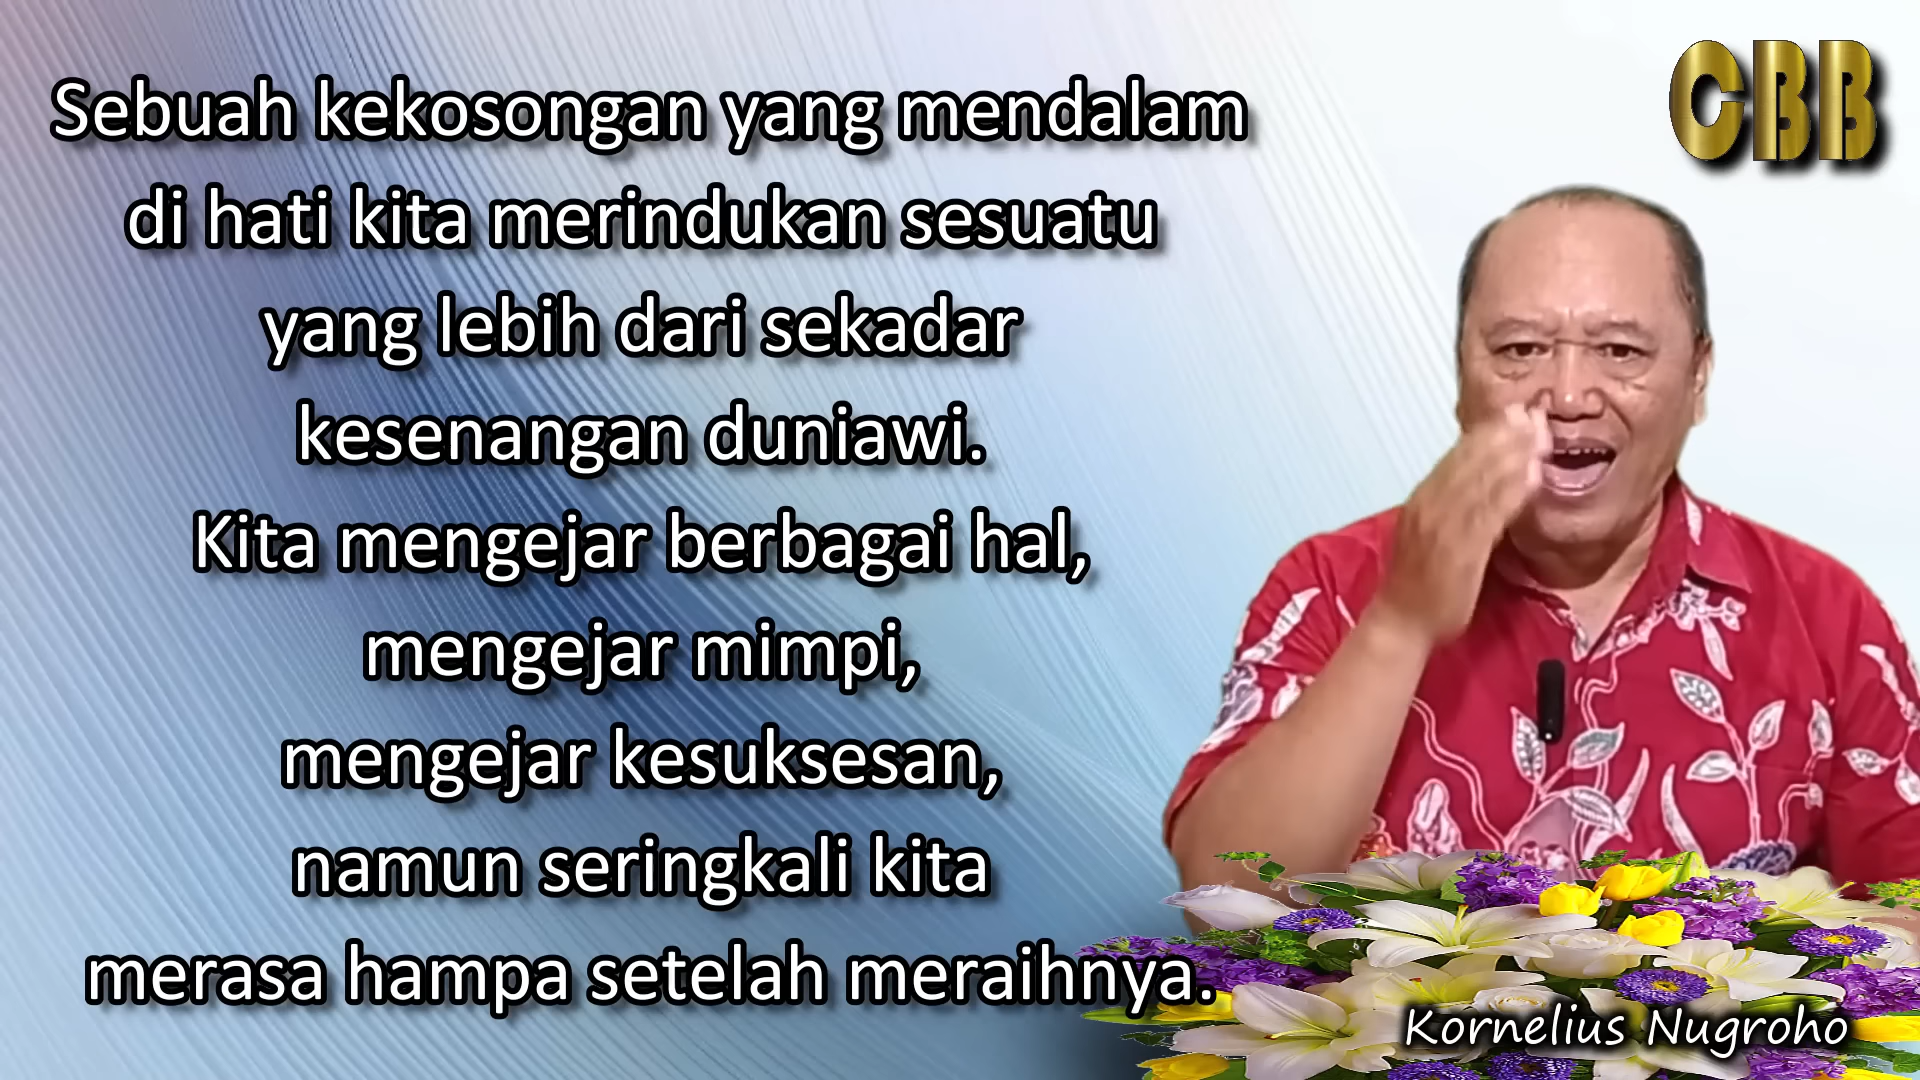 CBB
Sebuah kekosongan yang mendalam
di hati kita merindukan sesuatu
yang lebih dari sekadar
kesenangan duniawi.
Kita mengejar berbagai hal,
mengejar mimpi,
mengejar kesuksesan,
namun seringkali kita
merasa hampa setelah meraihnya.
Kornelius Nugroho